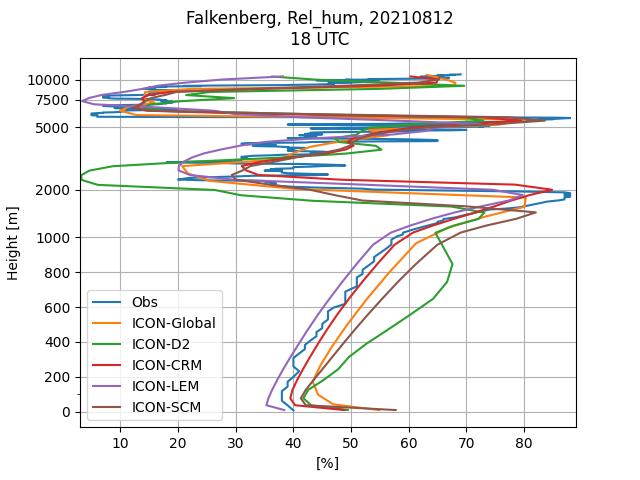 Falkenberg, Rel_hum, 20210812
18 UTC
Height [m]
10000
7500
5000
2000
1000
800
600
400
200
0
Obs
ICON-Global
ICON-D2
ICON-CRM
ICON-LEM
ICON-SCM
10 20 30 40 50 60 70 80
[%]